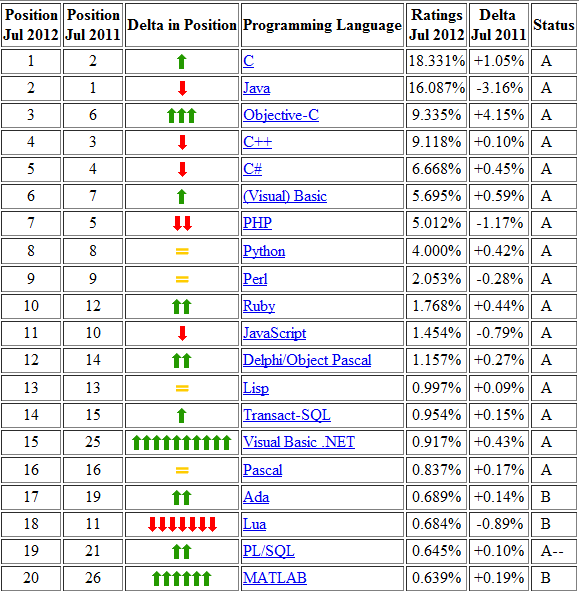 Position Jul 2012 Position Jul 2011 Delta in Position Programming Language Ratings Jul 2012 Delta Jul 2011 Status
1 2 C 18.331% +1.05% A
2 1 Java 16.087% -3.16% A
3 6 Objective-C 9.335% +4.15% A
4 3 C++ 9.118% +0.10% A
5 4 C# 6.668% +0.45% A
6 7 (Visual) Basic 5.695% +0.59% A
7 5 PHP 5.012% -1.17% A
8 8 = Python 4.000% +0.42% A
9 9 = Perl 2.053% -0.28% A
10 12 Ruby 1.768% +0.44% A
11 10 JavaScript 1.454% -0.79% A
12 14 Delphi/Object Pascal 1.157% +0.27% A
13 13 = Lisp 0.997% +0.09% A
14 15 Transact-SQL 0.954% +0.15% A
15 25 Visual Basic .NET 0.917% +0.43% A
16 16 = Pascal 0.837% +0.17% A
17 19 Ada 0.689% +0.14% B
18 11 Lua 0.684% -0.89% B
19 21 PL/SQL 0.645% +0.10% A--
20 26 MATLAB 0.639% +0.19% B